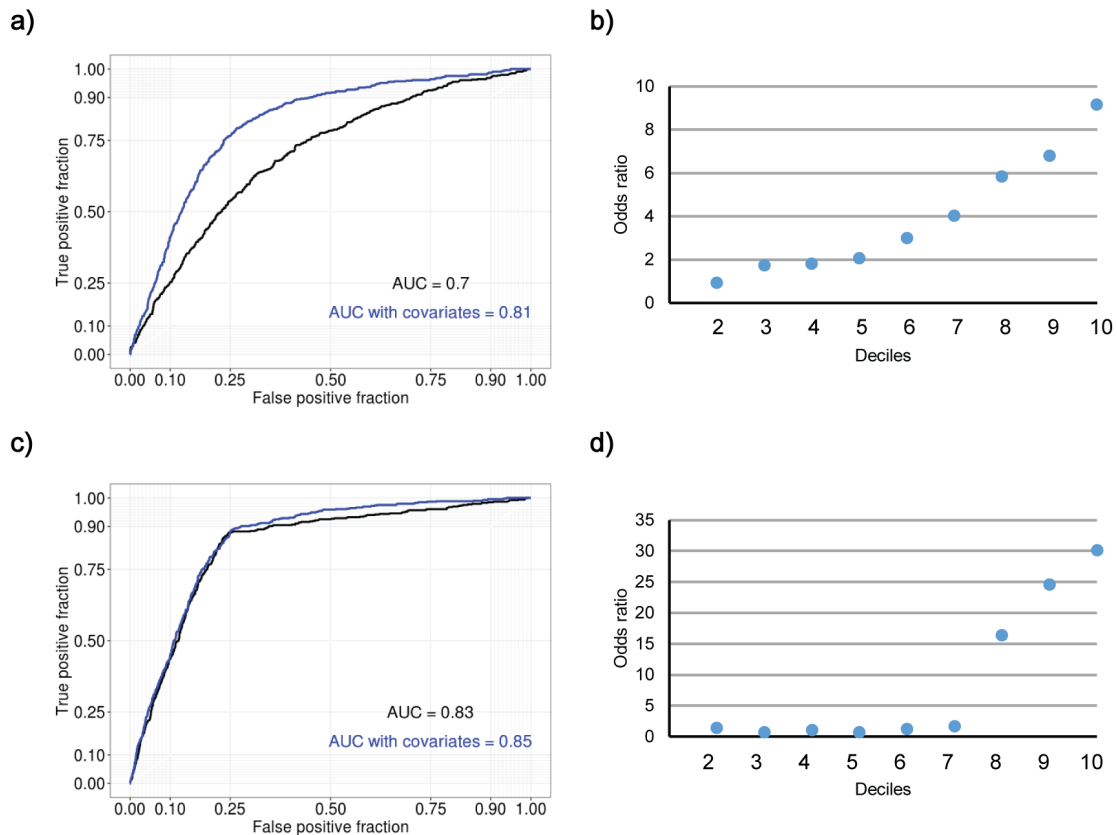 a)
1.00
0.90
0.75
0.50
0.25
0.10
0.00
True positive fraction
AUC = 0.7
AUC with covariates = 0.81
0.00 0.10 0.25 0.50 0.75 0.90 1.00
False positive fraction
b)
10
8
6
4
2
0
Odds ratio
2 3 4 5 6 7 8 9 10
Deciles
c)
1.00
0.90
0.75
0.50
0.25
0.10
0.00
True positive fraction
AUC = 0.83
AUC with covariates = 0.85
0.00 0.10 0.25 0.50 0.75 0.90 1.00
False positive fraction
d)
35
30
25
20
15
10
5
0
Odds ratio
2 3 4 5 6 7 8 9 10
Deciles